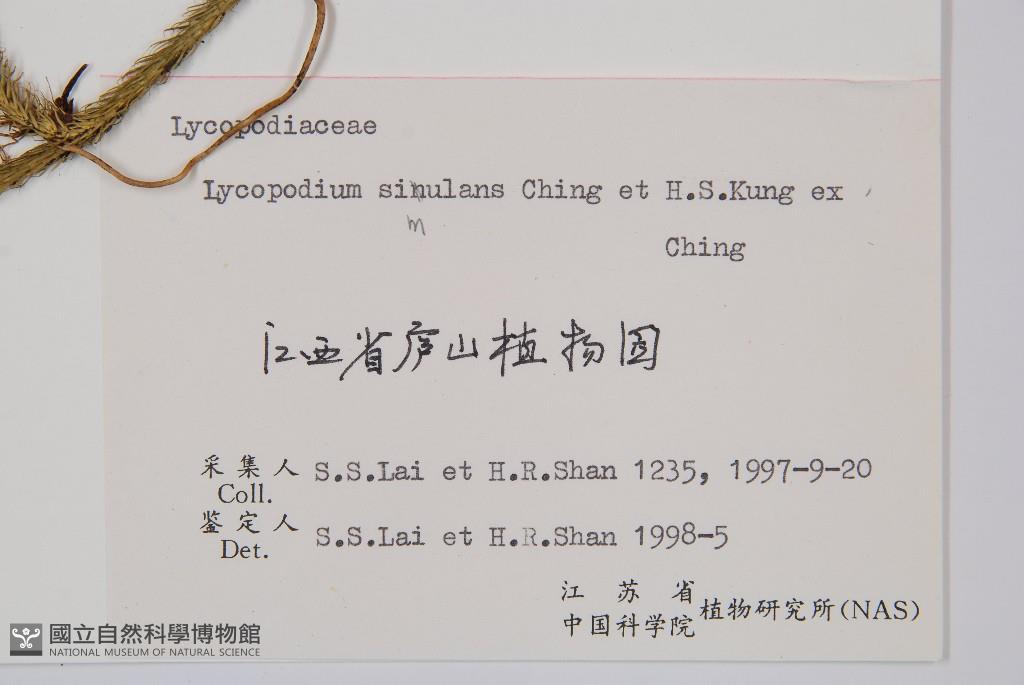 Lycopodiaceae
Lycopodium sinulans Ching et H.S.Kung ex
m
Ching
江西省庐山植物园
采集人 S.S.Lai et H.R.Shan 1235, 1997-9-20
Coll.
鉴定人 S.S.Lai et H.R.Shan 1998-5
Det.
江苏省
中国科学院 植物研究所(NAS)
國立自然科學博物館
NATIONAL MUSEUM OF NATURAL SCIENCE